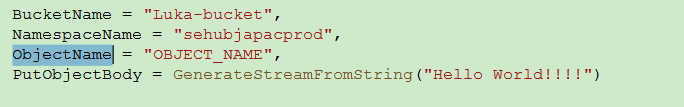 BucketName = "Luka-bucket",
NamespaceName = "sehubjapacprod",
ObjectName = "OBJECT_NAME",
PutObjectBody = GenerateStreamFromString("Hello World!!!!")